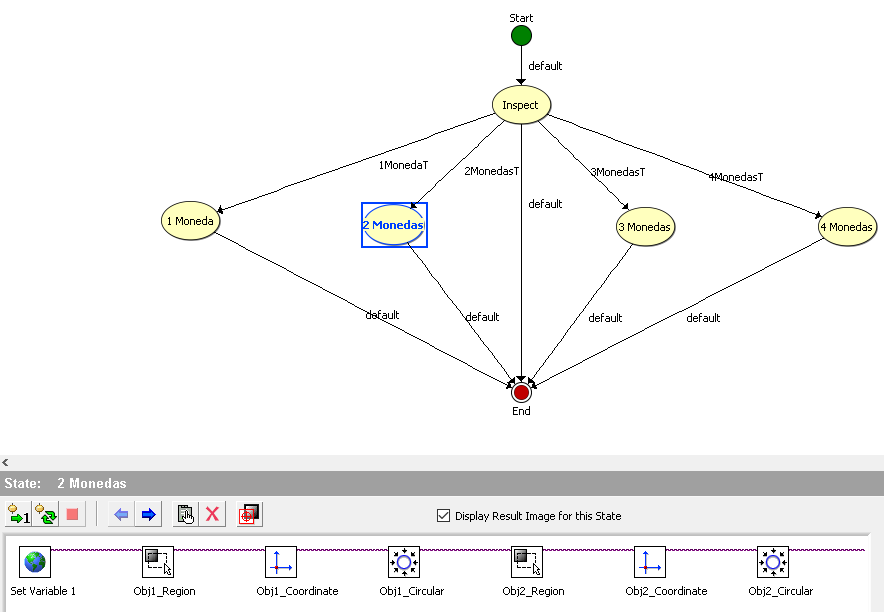 Start
default
Inspect
1MonedaT
2MonedasT
3MonedasT
4MonedasT
default
1 Moneda
2 Monedas
3 Monedas
4 Monedas
default
default
default
default
End
<
State: 2 Monedas
1
Display Result Image for this State
Set Variable 1
Obj1_Region
Obj1_Coordinate
Obj1_Circular
Obj2_Region
Obj2_Coordinate
Obj2_Circular